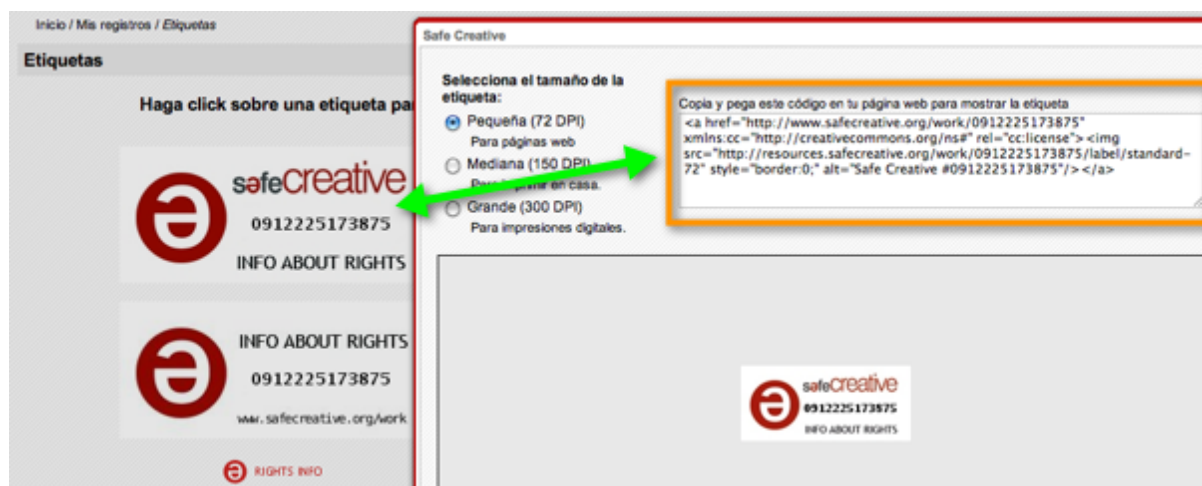 Inicio / Mis registros / Etiquetas
Etiquetas
Haga click sobre una etiqueta pa
safecreative
0912225173875
INFO ABOUT RIGHTS
INFO ABOUT RIGHTS
0912225173875
www.safecreative.org/work
RIGHTS INFO
Safe Creative
Selecciona el tamaño de la
etiqueta:
Pequeña (72 DPI)
Para páginas web
Mediana (150 DPI)
Para imprimir en casa.
Grande (300 DPI)
Para impresiones digitales.
Copia y pega este código en tu página web para mostrar la etiqueta
<a href="http://www.safecreative.org/work/0912225173875"
xmlns:cc="http://creativecommons.org/ns#" rel="cc:license"><img
src="http://resources.safecreative.org/work/0912225173875/label/standard-
72" style="border:0;" alt="Safe Creative #0912225173875"/></a>
safecreative
0912225173875
INFO ABOUT RIGHTS